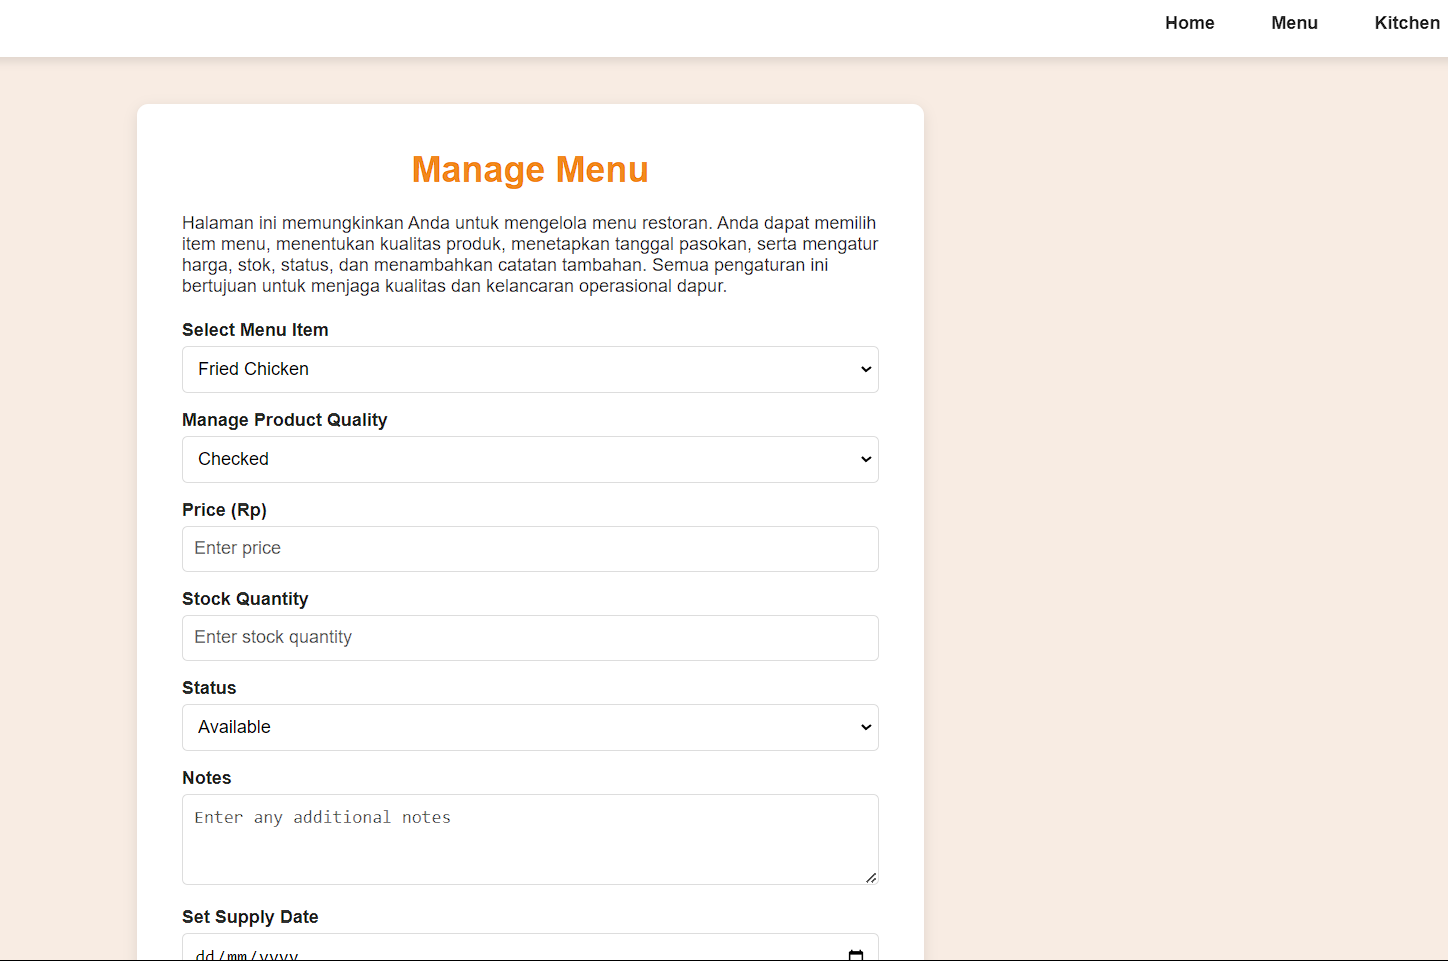 Home Menu Kitchen
Manage Menu
Halaman ini memungkinkan Anda untuk mengelola menu restoran. Anda dapat memilih
item menu, menentukan kualitas produk, menetapkan tanggal pasokan, serta mengatur
harga, stok, status, dan menambahkan catatan tambahan. Semua pengaturan ini
bertujuan untuk menjaga kualitas dan kelancaran operasional dapur.
Select Menu Item
Fried Chicken
Manage Product Quality
Checked
Price (Rp)
Enter price
Stock Quantity
Enter stock quantity
Status
Available
Notes
Enter any additional notes
Set Supply Date
dd/mm/yyyy